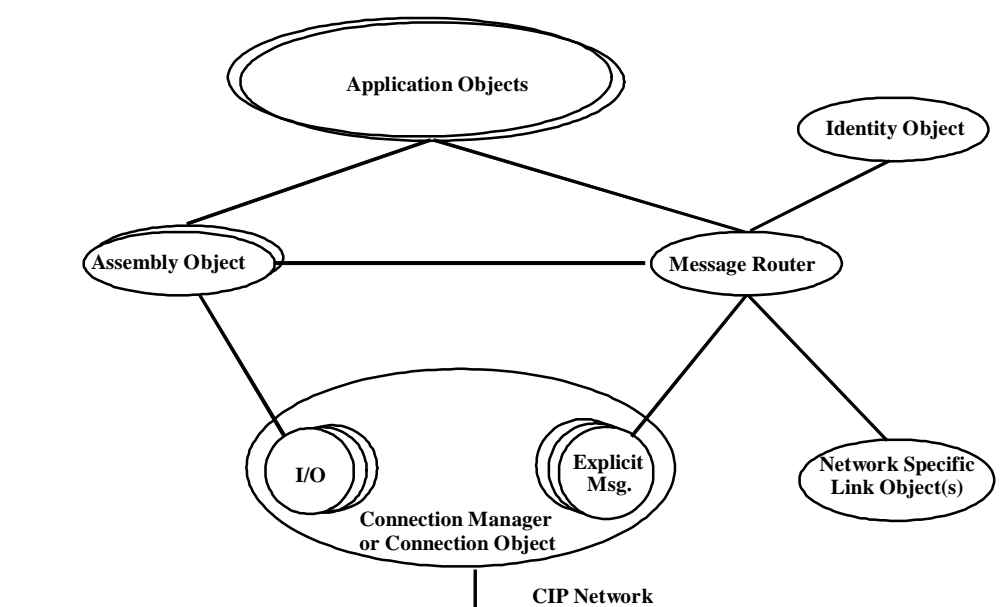 Application Objects
Identity Object
Assembly Object
Message Router
I/O
Explicit
Msg.
Network Specific
Link Object(s)
Connection Manager
or Connection Object
CIP Network